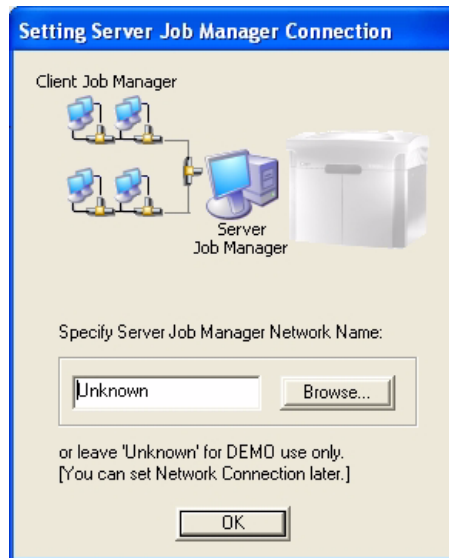 Setting Server Job Manager Connection
Client Job Manager
Server
Job Manager
Specify Server Job Manager Network Name:
Unknown
Browse...
or leave 'Unknown' for DEMO use only.
[You can set Network Connection later.]
OK